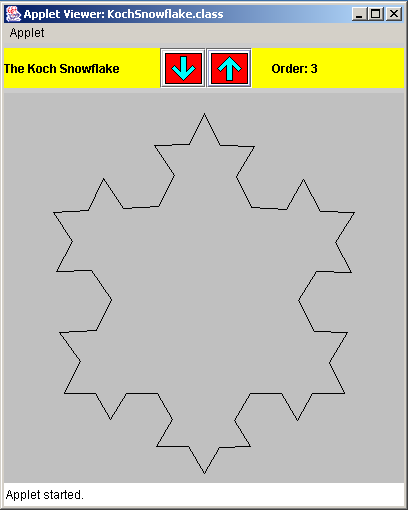 Applet Viewer: KochSnowflake.class
Applet
The Koch Snowflake
Order: 3
Applet started.